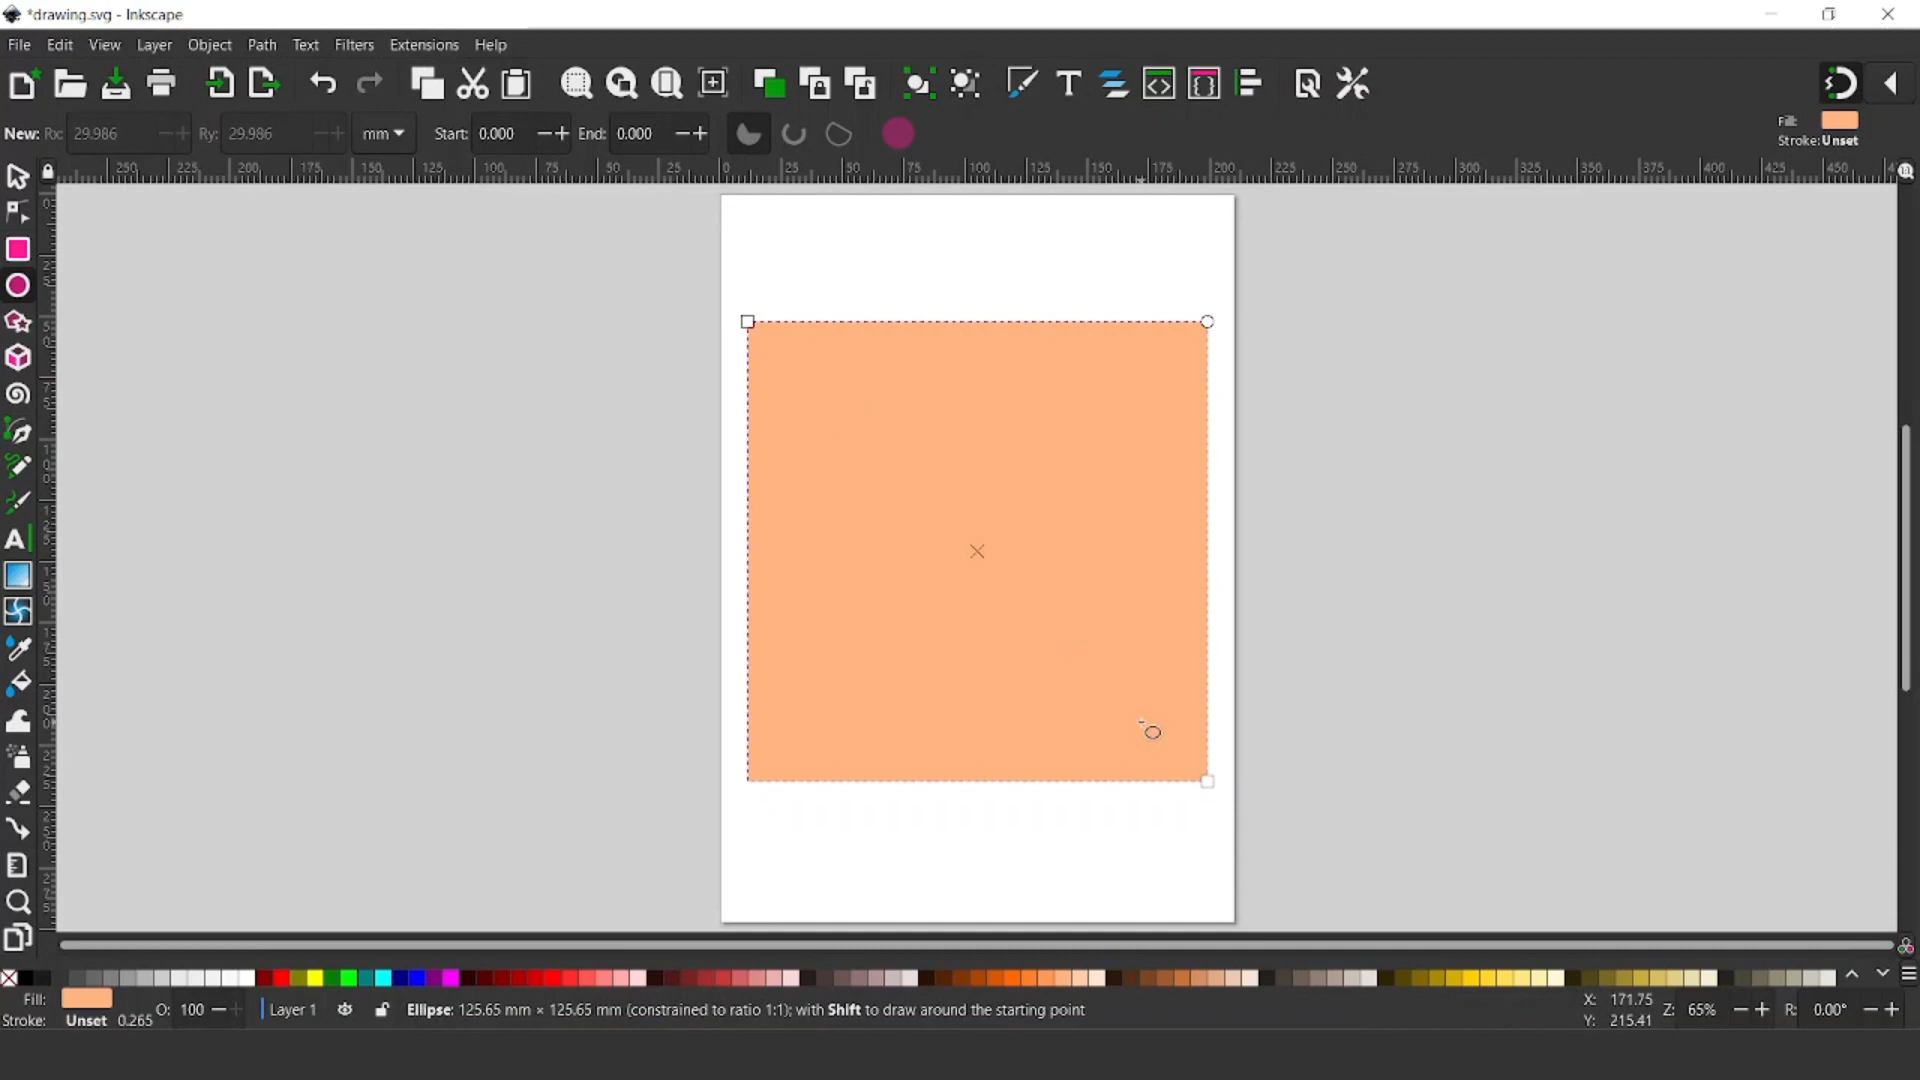 *drawing.svg - Inkscape
File Edit View Layer Object Path Text Filters Extensions Help
New: Rx: 29.986 Ry: 29.986 mm Start: 0.000 End: 0.000
Fill:
Stroke: Unset
250 225 200 175 150 125 100 75 50 25 0 25 50 75 100 125 150 175 200 225 250 275 300 325 350 375 400 425 450
Fill: O: 100 Layer 1 Ellipse: 125.65 mm × 125.65 mm (constrained to ratio 1:1); with Shift to draw around the starting point X: 171.75 Z: 65% R: 0.00°
Stroke: Unset 0.265 Y: 215.41